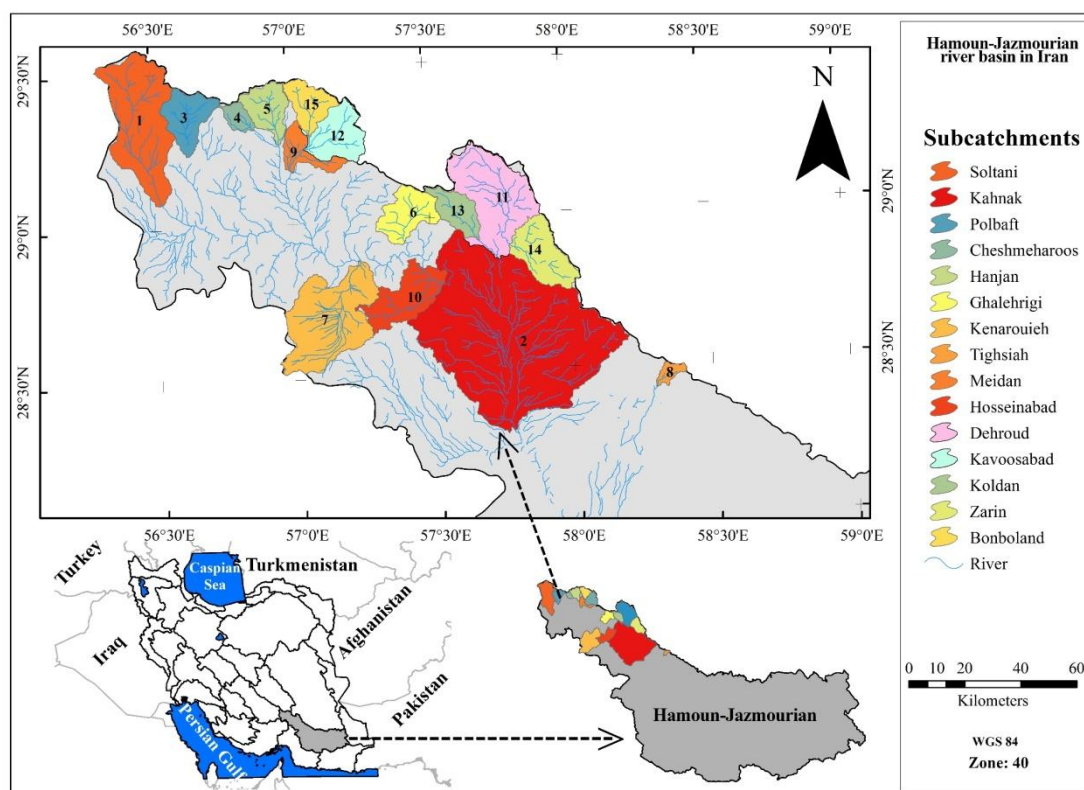 56°30'E 57°0'E 57°30'E 58°0'E 58°30'E 59°0'E
29°30'N
29°0'N
28°30'N
29°0'N
28°30'N
1
3
4
5
15
12
9
6
13
11
14
7
10
2
8
N
56°30'E 57°0'E 57°30'E 58°0'E 58°30'E 59°0'E
Hamoun-Jazmourian
river basin in Iran
Subcatchments
Soltani
Kahnak
Polbaft
Cheshmeharoos
Hanjan
Ghalehrigi
Kenarouieh
Tighsiah
Meidan
Hosseinabad
Dehroud
Kavoosabad
Koldan
Zarin
Bonboland
River
0 10 20 40 60
Kilometers
WGS 84
Zone: 40
Turkey
Caspian
Sea
Turkmenistan
Iraq
Afghanistan
Pakistan
Persian Gulf
Hamoun-Jazmourian